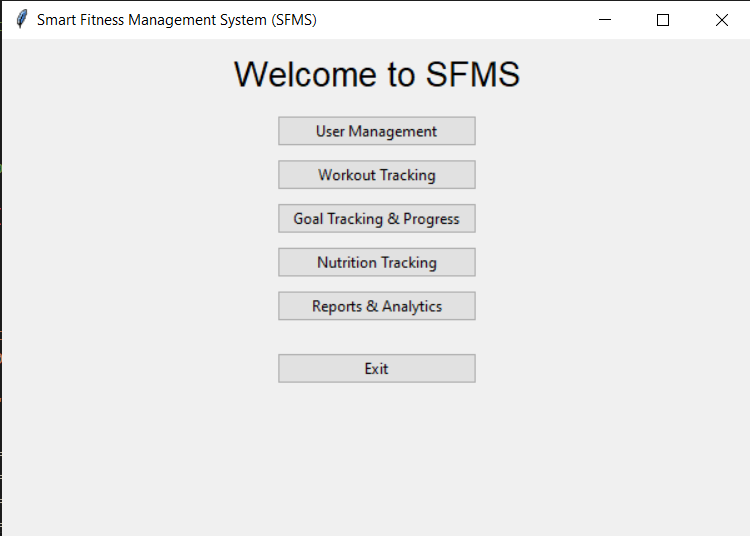 Smart Fitness Management System (SFMS)
Welcome to SFMS
User Management
Workout Tracking
Goal Tracking & Progress
Nutrition Tracking
Reports & Analytics
Exit